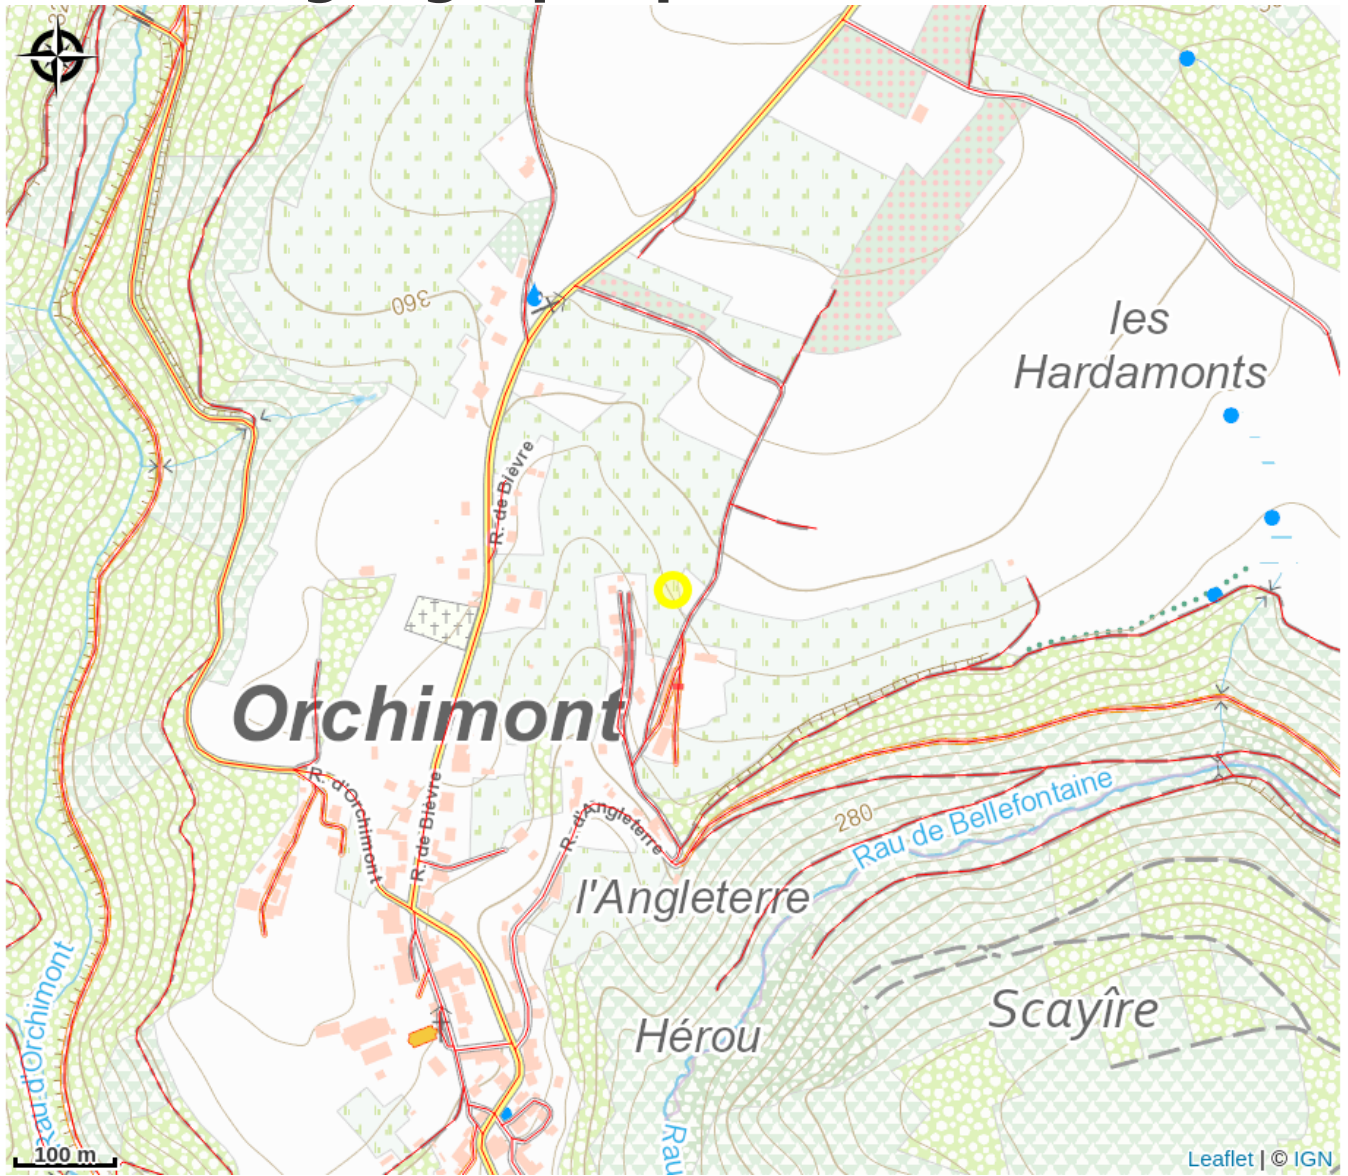 360
les
Hardamonts
R. de Bièvre
Orchimont
R. d'Orchimont
R. de Bièvre
R. d'Angleterre
280
Rau de Bellefontaine
l'Angleterre
Scayîre
Hérou
Rau d'Orchimont
Rau
100 m
Leaflet | © IGN